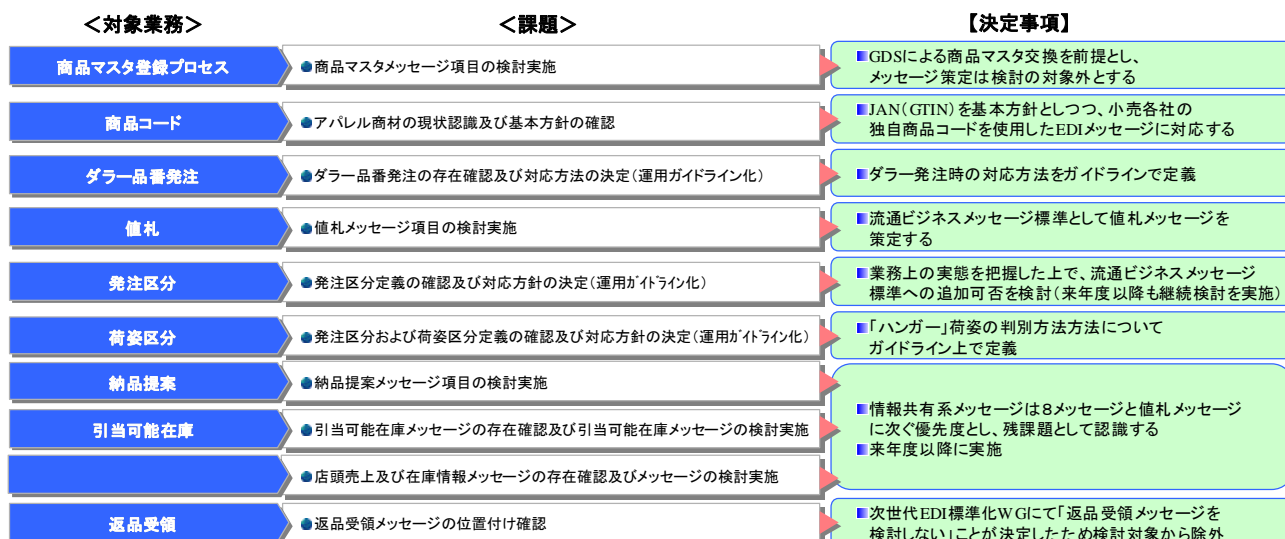 ＜対象業務＞ ＜課題＞ 【決定事項】
商品マスタ登録プロセス
●商品マスタメッセージ項目の検討実施
■GDSによる商品マスタ交換を前提とし、
メッセージ策定は検討の対象外とする
商品コード
●アパレル商材の現状認識及び基本方針の確認
■JAN（GTIN）を基本方針としつつ、小売各社の
独自商品コードを使用したEDIメッセージに対応する
ダラー品番発注
●ダラー品番発注の存在確認及び対応方法の決定（運用ガイドライン化）
■ダラー発注時の対応方法をガイドラインで定義
値札
●値札メッセージ項目の検討実施
■流通ビジネスメッセージ標準として値札メッセージを
策定する
発注区分
●発注区分定義の確認及び対応方針の決定（運用ｶﾞｲﾄﾞﾗｲﾝ化）
■業務上の実態を把握した上で、流通ビジネスメッセージ
標準への追加可否を検討（来年度以降も継続検討を実施）
荷姿区分
●発注区分および荷姿区分定義の確認及び対応方針の決定（運用ｶﾞｲﾄﾞﾗｲﾝ化）
■「ハンガー」荷姿の判別方法方法について
ガイドライン上で定義
納品提案
●納品提案メッセージ項目の検討実施
引当可能在庫
●引当可能在庫メッセージの存在確認及び引当可能在庫メッセージの検討実施
■情報共有系メッセージは８メッセージと値札メッセージ
に次ぐ優先度とし、残課題として認識する
■来年度以降に実施
●店頭売上及び在庫情報メッセージの存在確認及びメッセージの検討実施
返品受領
●返品受領メッセージの位置付け確認
■次世代EDI標準化WGにて「返品受領メッセージを
検討しない」ことが決定したため検討対象から除外